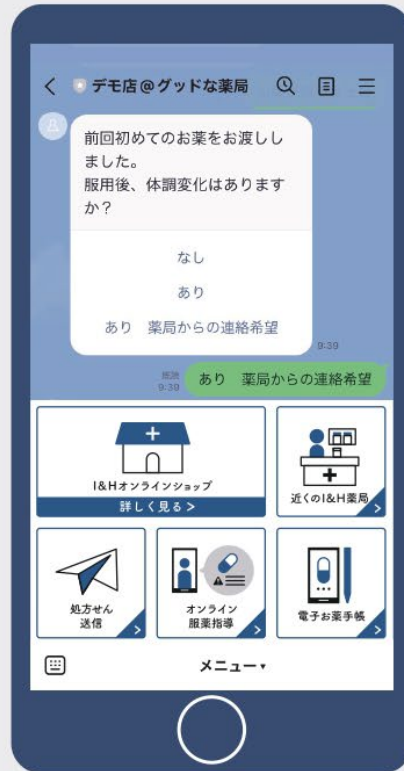 デモ店@グッドな薬局
前回初めてのお薬をお渡しし
ました。
服用後、体調変化はあります
か？
なし
あり
あり　薬局からの連絡希望
9:39
既読
9:39
あり　薬局からの連絡希望
I&Hオンラインショップ
詳しく見る >
近くのI&H薬局
処方せん
送信
オンライン
服薬指導
電子お薬手帳
メニュー ▾